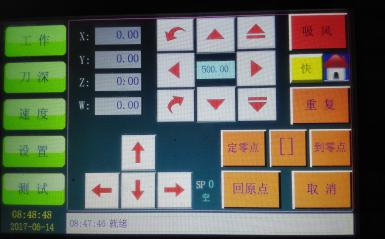 工作
刀深
速度
设置
测试
X: 0.00
Y: 0.00
Z: 0.00
W: 0.00
500.00
吸风
快
重复
定零点
[]
到零点
SP 0
空
回原点
取消
08:48:48
2017-06-14
08:47:46 就绪